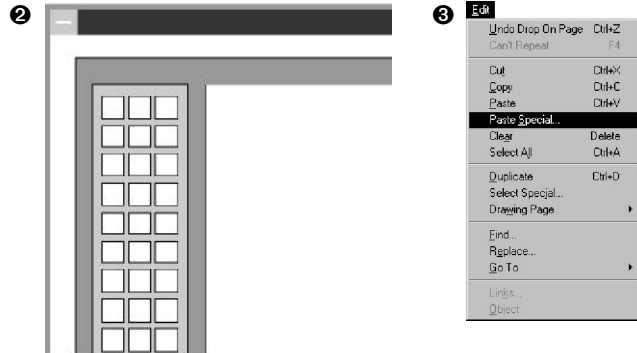 ❷
❸
Edit
Undo Drop On Page Ctrl+Z
Can't Repeat F4
Cut Ctrl+X
Copy Ctrl+C
Paste Ctrl+V
Paste Special...
Clear Delete
Select All Ctrl+A
Duplicate Ctrl+D
Select Special...
Drawing Page
Find...
Replace...
Go To
Links...
Object